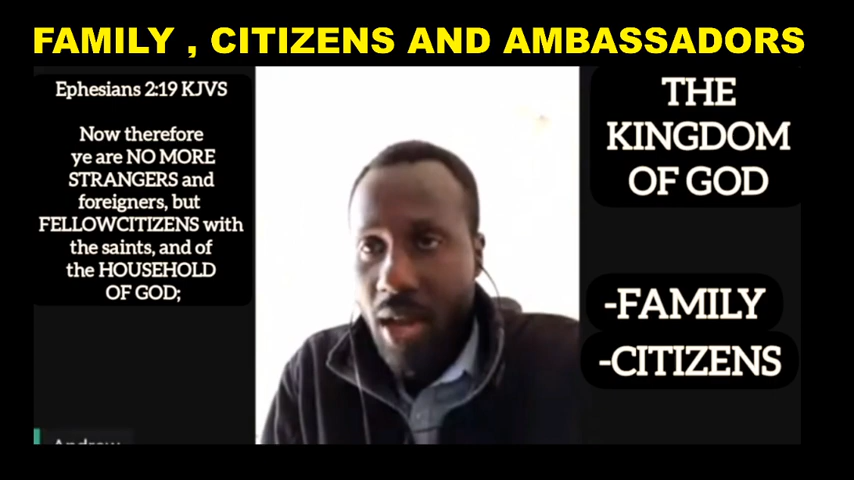 FAMILY , CITIZENS AND AMBASSADORS
Ephesians 2:19 KJVS
Now therefore
ye are NO MORE
STRANGERS and
foreigners, but
FELLOWCITIZENS with
the saints, and of
the HOUSEHOLD
OF GOD;
THE
KINGDOM
OF GOD
-FAMILY
-CITIZENS
Andrew